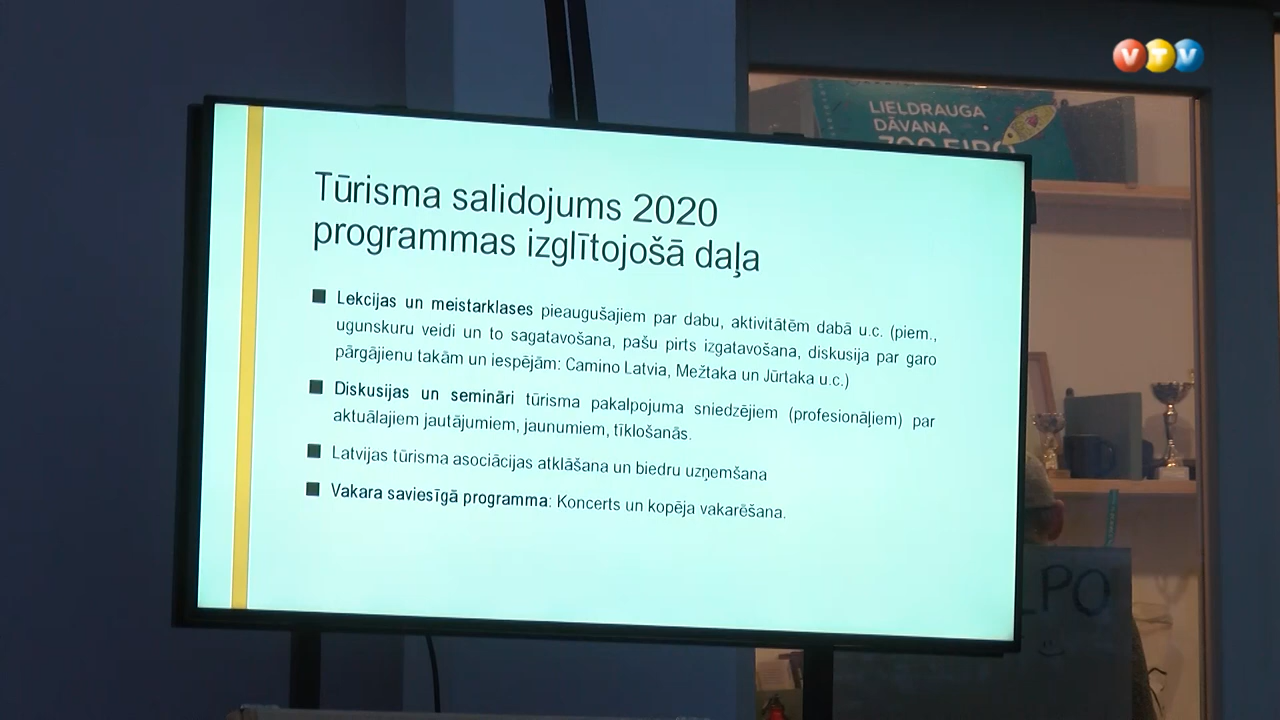 VTV
LIELDRAUGA
DĀVANA
Tūrisma salidojums 2020
programmas izglītojošā daļa
Lekcijas un meistarklases pieaugušajiem par dabu, aktivitātēm dabā u.c. (piem.,
ugunskuru veidi un to sagatavošana, pašu pirts izgatavošana, diskusija par garo
pārgājienu takām un iespējām: Camino Latvia, Mežtaka un Jūrtaka u.c.)
Diskusijas un semināri tūrisma pakalpojuma sniedzējiem (profesionāļiem) par
aktuālajiem jautājumiem, jaunumiem, tīklošanās.
Latvijas tūrisma asociācijas atklāšana un biedru uzņemšana
Vakara saviesīgā programma: Koncerts un kopēja vakarēšana.